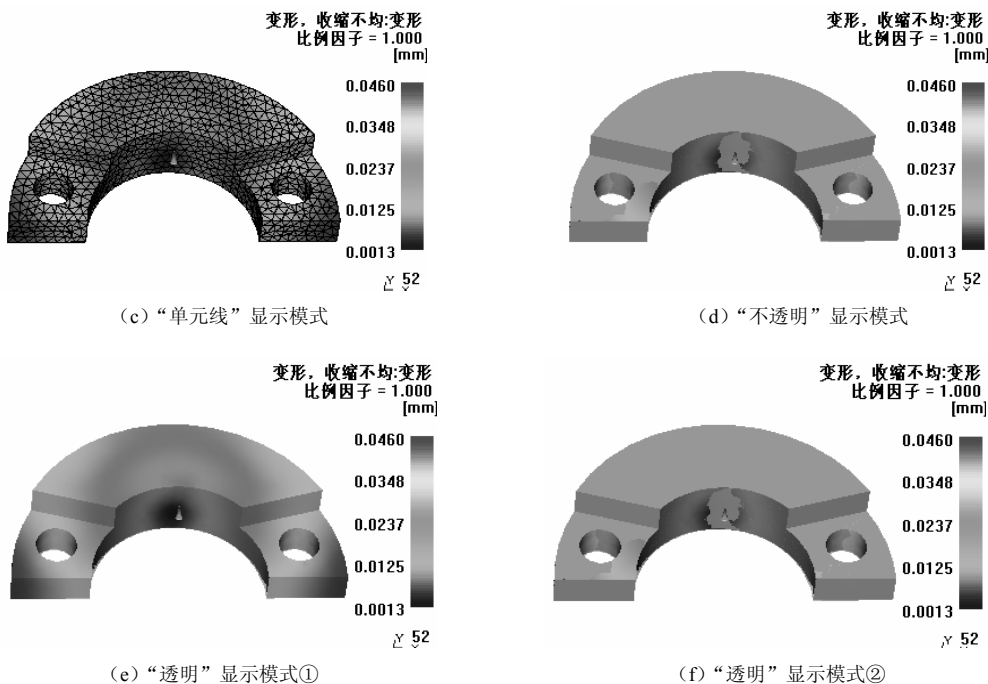 变形，收缩不均:变形
比例因子 = 1.000
[mm]
0.0460
0.0348
0.0237
0.0125
0.0013
52
（c）“单元线”显示模式
变形，收缩不均:变形
比例因子 = 1.000
[mm]
0.0460
0.0348
0.0237
0.0125
0.0013
52
（d）“不透明”显示模式
变形，收缩不均:变形
比例因子 = 1.000
[mm]
0.0460
0.0348
0.0237
0.0125
0.0013
52
（e）“透明”显示模式①
变形，收缩不均:变形
比例因子 = 1.000
[mm]
0.0460
0.0348
0.0237
0.0125
0.0013
52
（f）“透明”显示模式②